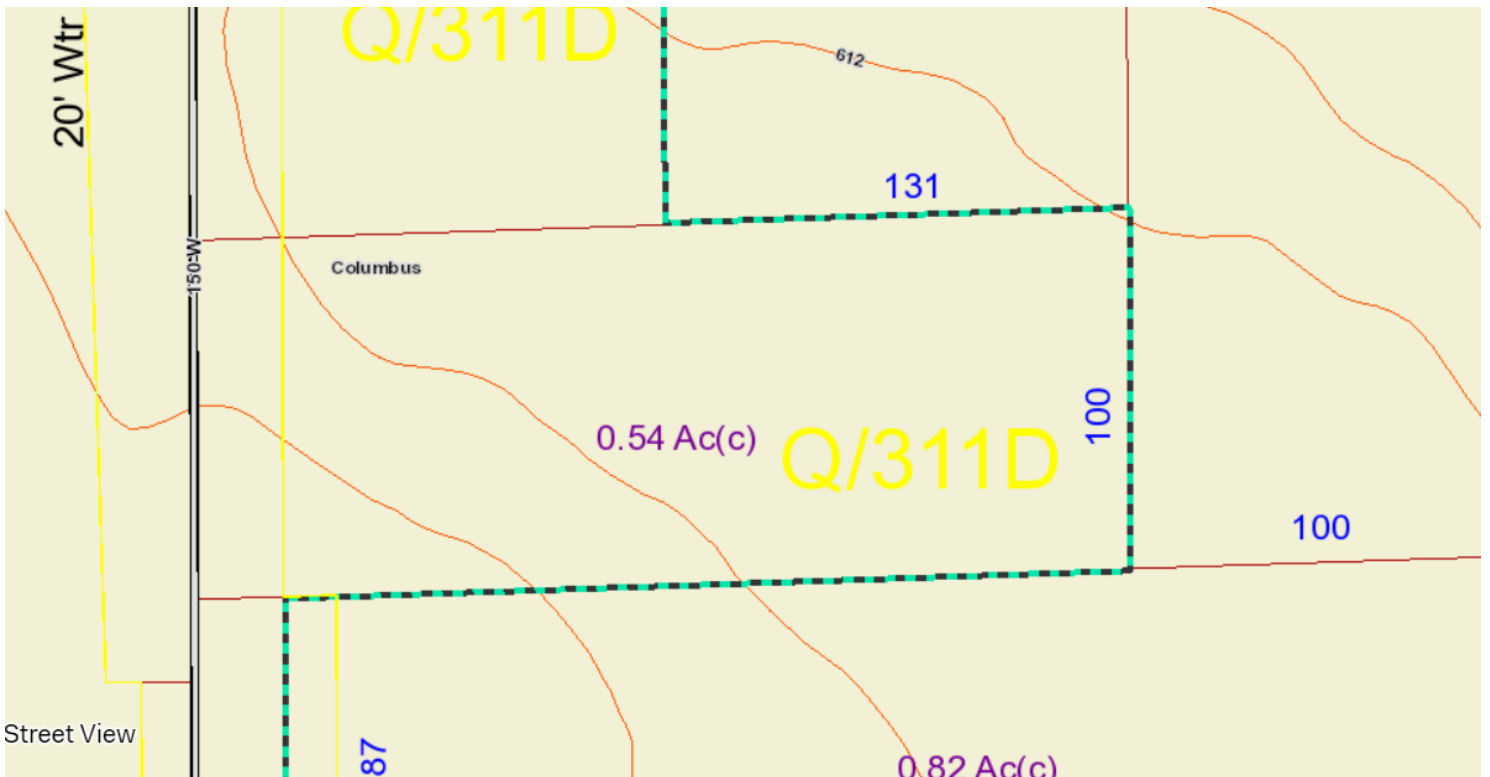 Q/311D
20' Wtr
612
131
150-W
Columbus
100
0.54 Ac(c)
Q/311D
100
Street View
87
0.82 Ac(c)